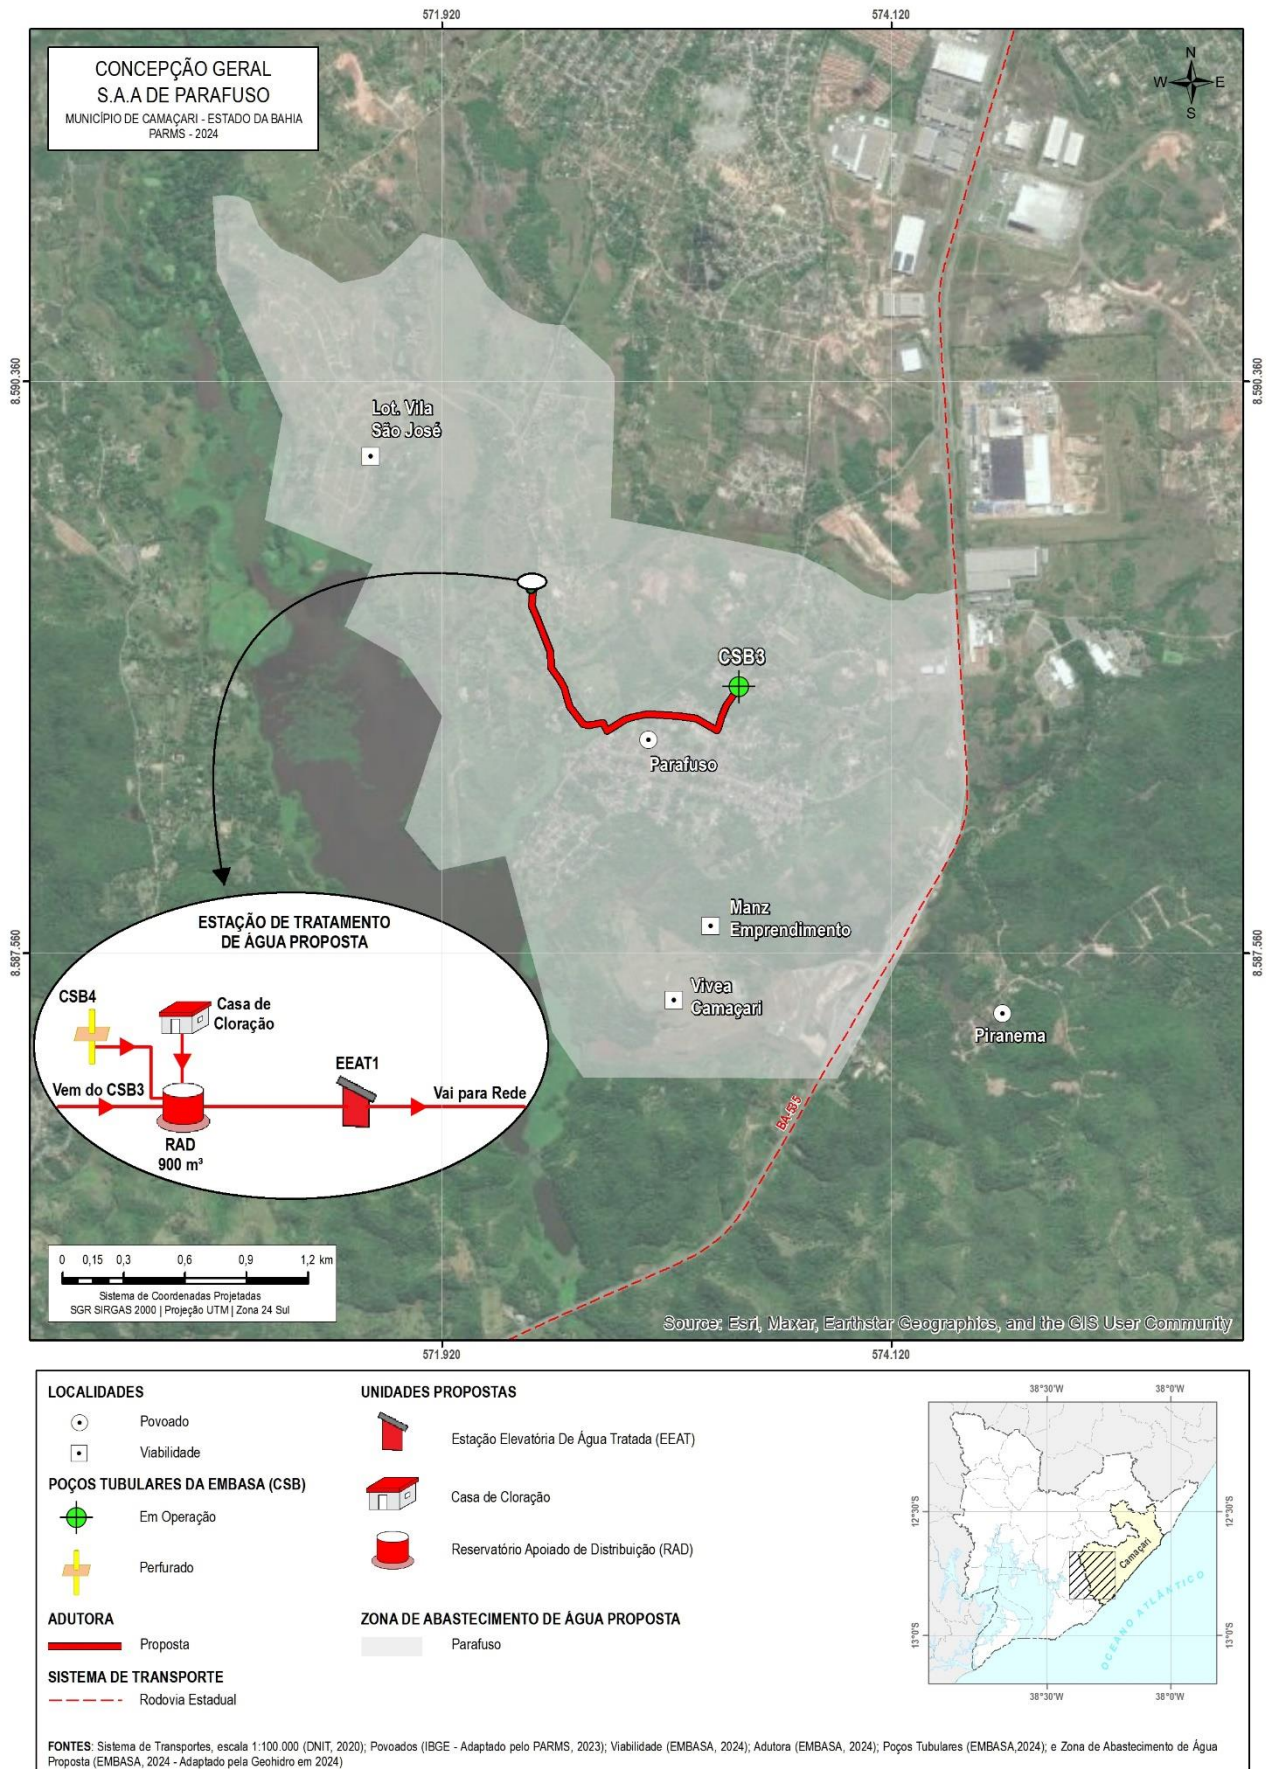 571.920
574.120
CONCEPÇÃO GERAL
S.A.A DE PARAFUSO
MUNICÍPIO DE CAMAÇARI - ESTADO DA BAHIA
PARMS - 2024
N
W E
S
8.590.360
8.590.360
Lot. Vila
São José
CSB3
Parafuso
Manz
Emprendimento
8.587.560
8.587.560
Vivea
Camaçari
Piranema
BA-535
ESTAÇÃO DE TRATAMENTO
DE ÁGUA PROPOSTA
CSB4
Casa de
Cloração
EEAT1
Vem do CSB3
Vai para Rede
RAD
900 m³
0 0,15 0,3 0,6 0,9 1,2 km
Sistema de Coordenadas Projetadas
SGR SIRGAS 2000 | Projeção UTM | Zona 24 Sul
Source: Esri, Maxar, Earthstar Geographics, and the GIS User Community
571.920
574.120
LOCALIDADES
Povoado
Viabilidade
POÇOS TUBULARES DA EMBASA (CSB)
Em Operação
Perfurado
ADUTORA
Proposta
SISTEMA DE TRANSPORTE
Rodovia Estadual
UNIDADES PROPOSTAS
Estação Elevatória De Água Tratada (EEAT)
Casa de Cloração
Reservatório Apoiado de Distribuição (RAD)
ZONA DE ABASTECIMENTO DE ÁGUA PROPOSTA
Parafuso
38°30'W
38°0'W
12°30'S
12°30'S
Camaçari
OCEANO ATLÂNTICO
13°0'S
13°0'S
38°30'W
38°0'W
FONTES: Sistema de Transportes, escala 1:100.000 (DNIT, 2020); Povoados (IBGE - Adaptado pelo PARMS, 2023); Viabilidade (EMBASA, 2024); Adutora (EMBASA, 2024); Poços Tubulares (EMBASA,2024); e Zona de Abastecimento de Água
Proposta (EMBASA, 2024 - Adaptado pela Geohidro em 2024)